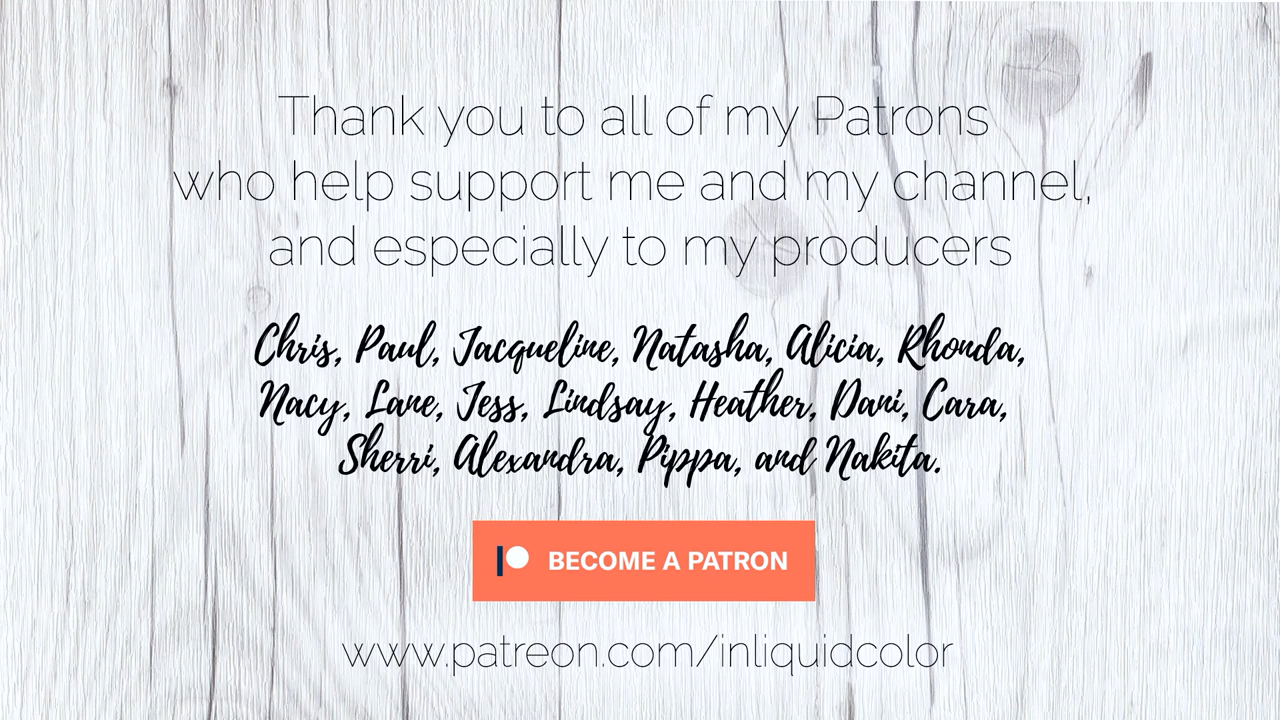 Thank you to all of my Patrons
who help support me and my channel,
and especially to my producers
Chris, Paul, Jacqueline, Natasha, Alicia, Rhonda,
Nacy, Lane, Jess, Lindsay, Heather, Dani, Cara,
Sherri, Alexandra, Pippa, and Nakita.
BECOME A PATRON
www.patreon.com/inliquidcolor